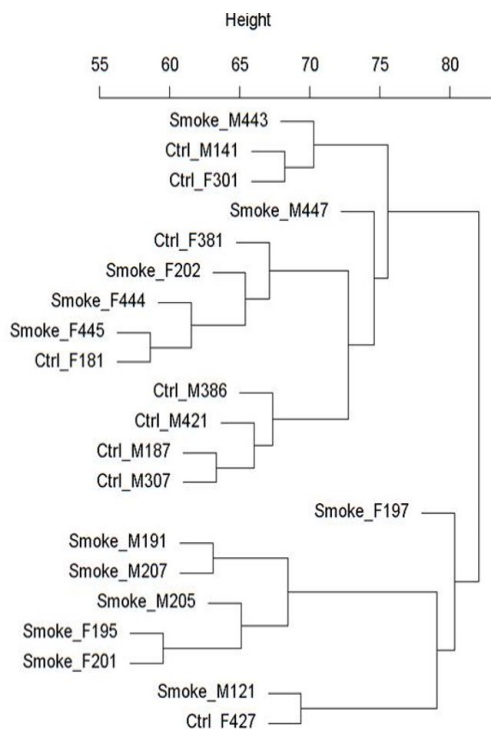 Height
55 60 65 70 75 80
Smoke_M443
Ctrl_M141
Ctrl_F301
Smoke_M447
Ctrl_F381
Smoke_F202
Smoke_F444
Smoke_F445
Ctrl_F181
Ctrl_M386
Ctrl_M421
Ctrl_M187
Ctrl_M307
Smoke_F197
Smoke_M191
Smoke_M207
Smoke_M205
Smoke_F195
Smoke_F201
Smoke_M121
Ctrl F427